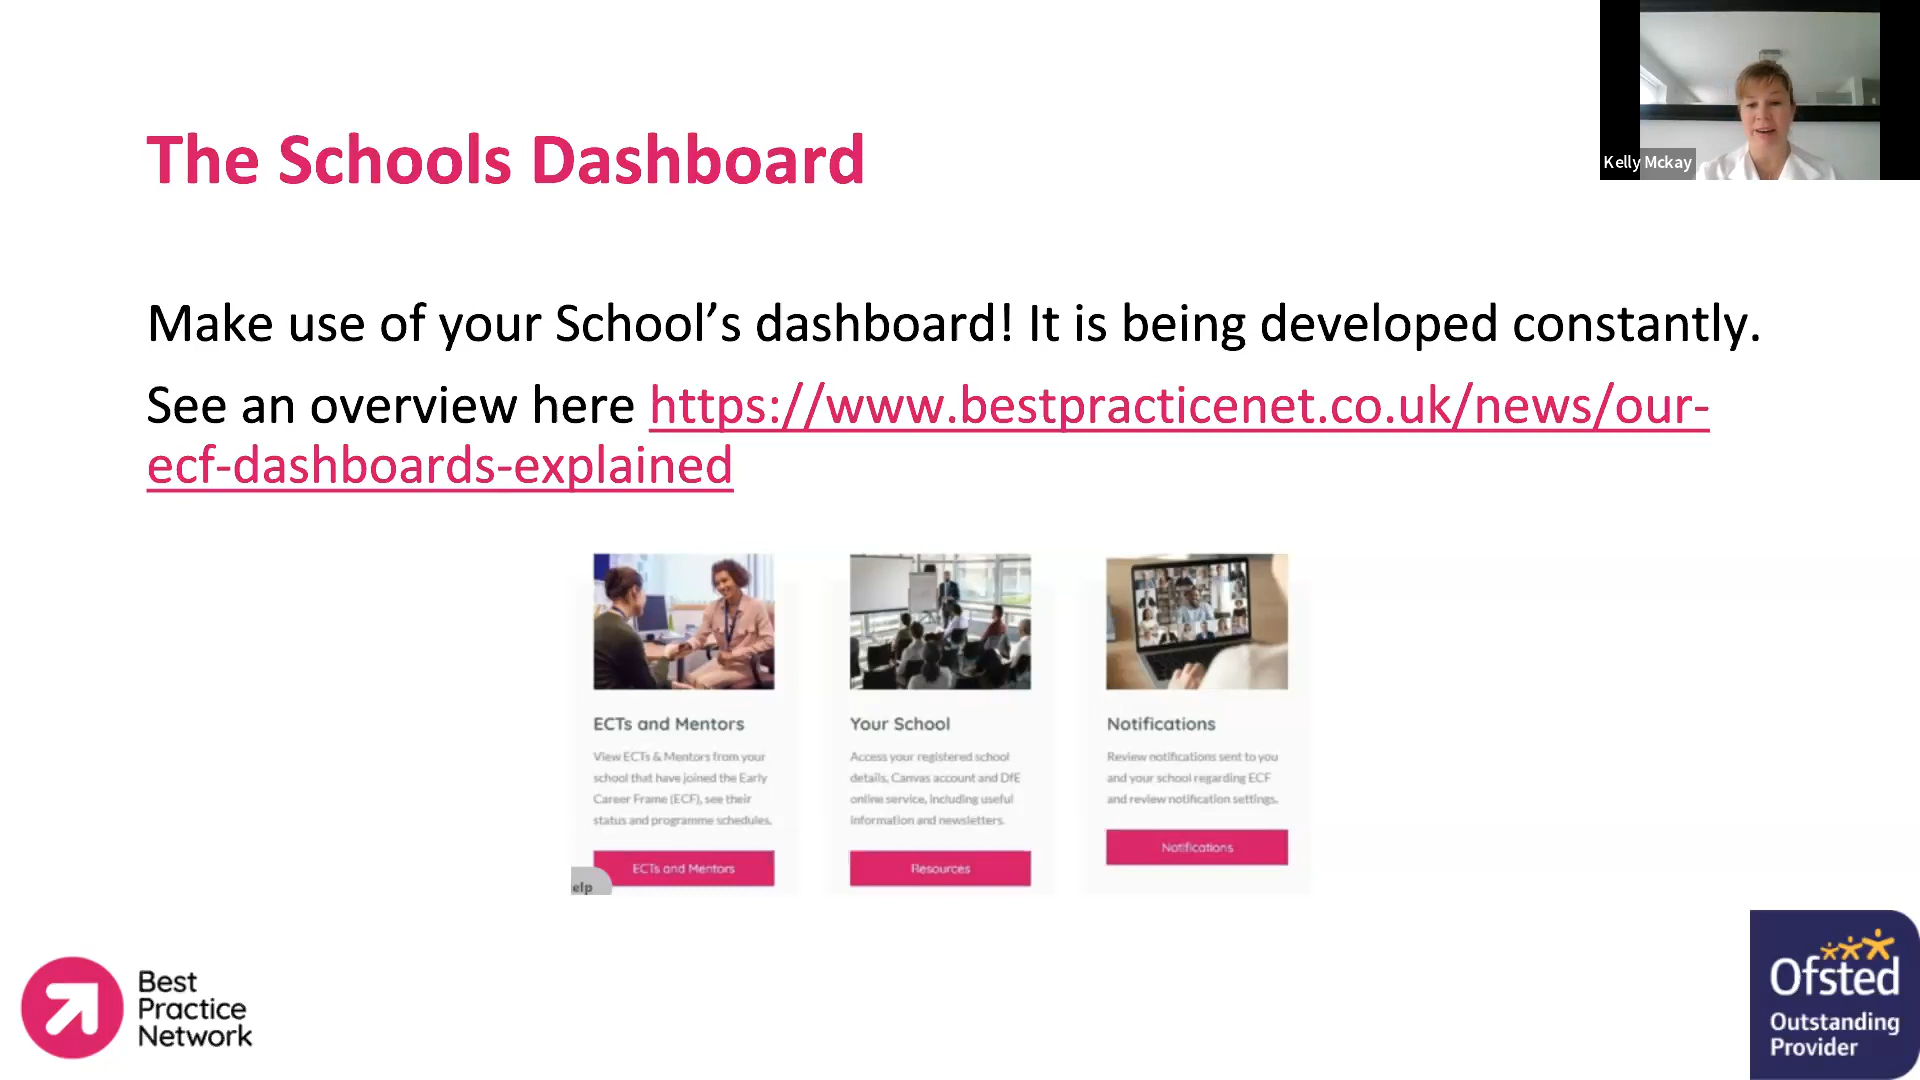 Kelly Mckay
The Schools Dashboard
Make use of your School’s dashboard! It is being developed constantly.
See an overview here https://www.bestpracticenet.co.uk/news/our-
ecf-dashboards-explained
ECTs and Mentors
View ECTs & Mentors from your
school that have joined the Early
Career Frame (ECF), see their
status and programme schedules.
ECTs and Mentors
elp
Your School
Access your registered school
details, Canvas account and DfE
online service, including useful
information and newsletters.
Resources
Notifications
Review notifications sent to you
and your school regarding ECF
and review notification settings.
Notifications
Best
Practice
Network
Ofsted
Outstanding
Provider